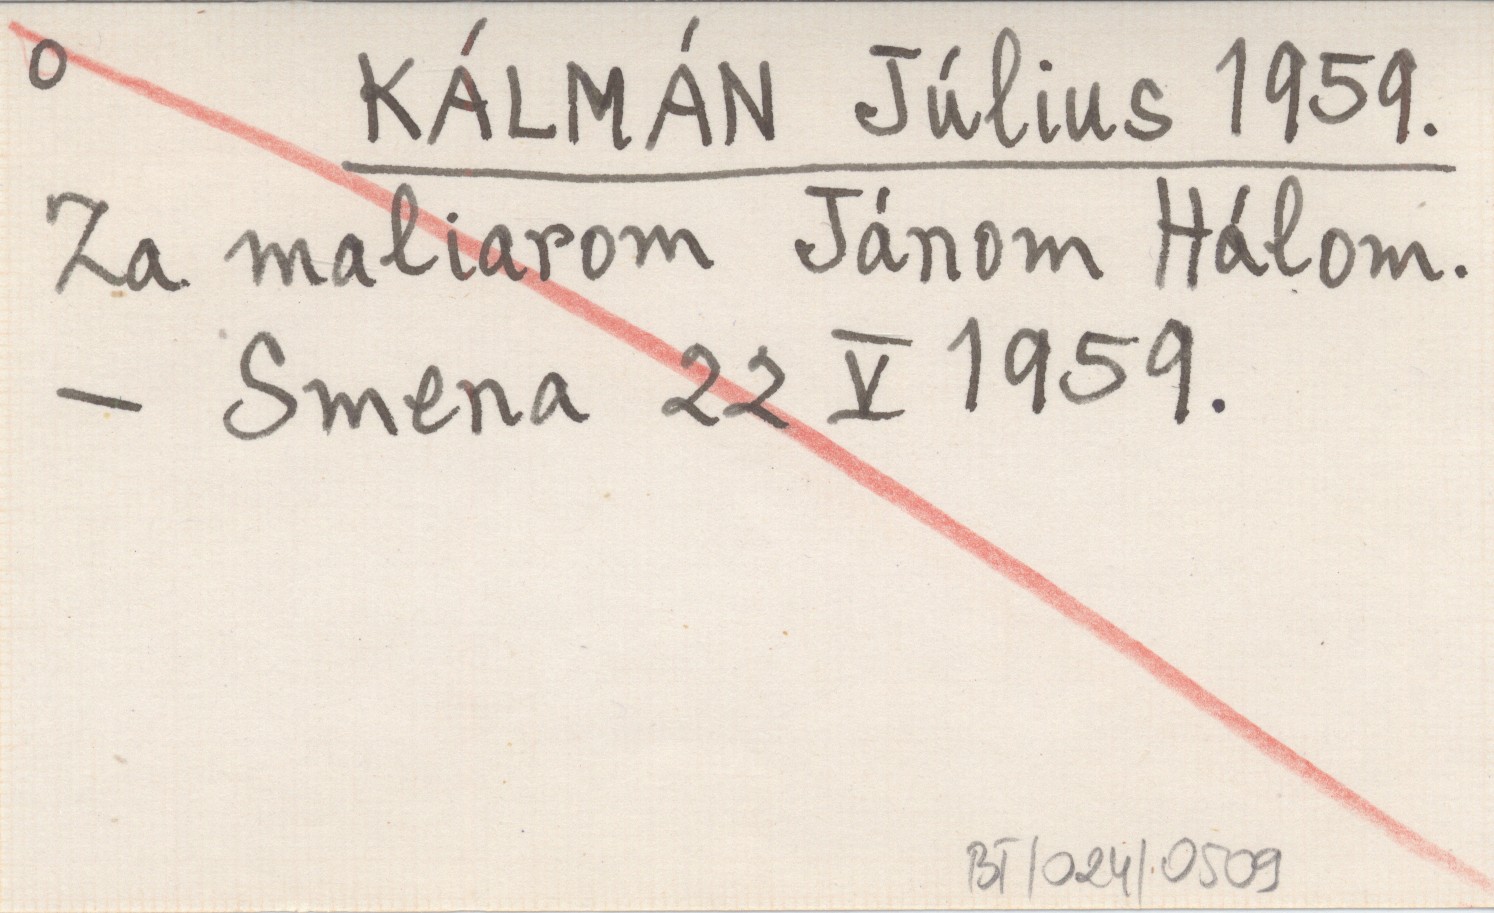 o KÁLMÁN Július 1959.
Za maliarom Jánom Hálom.
– Smena 22 V 1959.
BT/024/0509